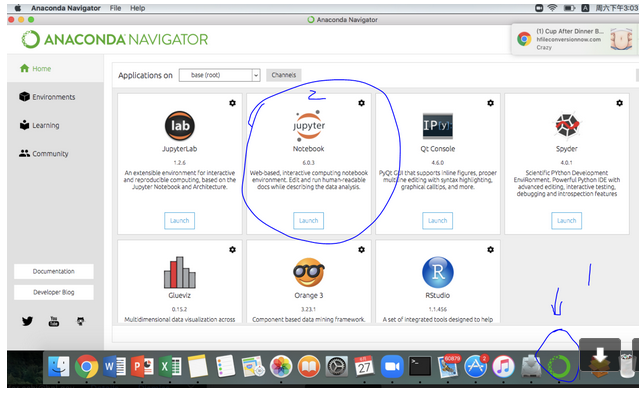 Anaconda Navigator File Help
周六下午3:03
Anaconda Navigator
ANACONDA NAVIGATOR
(1) Cup After Dinner B...
hfileconversionnow.com
Crazy
Home
Environments
Learning
Community
Documentation
Developer Blog
You
Tube
Applications on base (root) Channels
2
lab
JupyterLab
1.2.6
An extensible environment for interactive
and reproducible computing, based on the
Jupyter Notebook and Architecture.
Launch
jupyter
Notebook
6.0.3
Web-based, interactive computing notebook
environment. Edit and run human-readable
docs while describing the data analysis.
Launch
IP[y]:
Qt Console
4.6.0
PyQt GUI that supports inline figures, proper
multiline editing with syntax highlighting,
graphical calltips, and more.
Launch
Spyder
4.0.1
Scientific PYthon Development
EnviRonment. Powerful Python IDE with
advanced editing, interactive testing,
debugging and introspection features
Launch
Glueviz
0.15.2
Multidimensional data visualization across
Orange 3
3.23.1
Component based data mining framework.
R
RStudio
1.1.456
A set of integrated tools designed to help
1
W
P
X
27
2